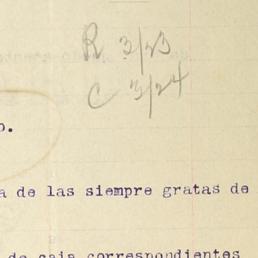 R 3/23
C 3/24
o.
a de las siempre gratas de
de caja correspondientes